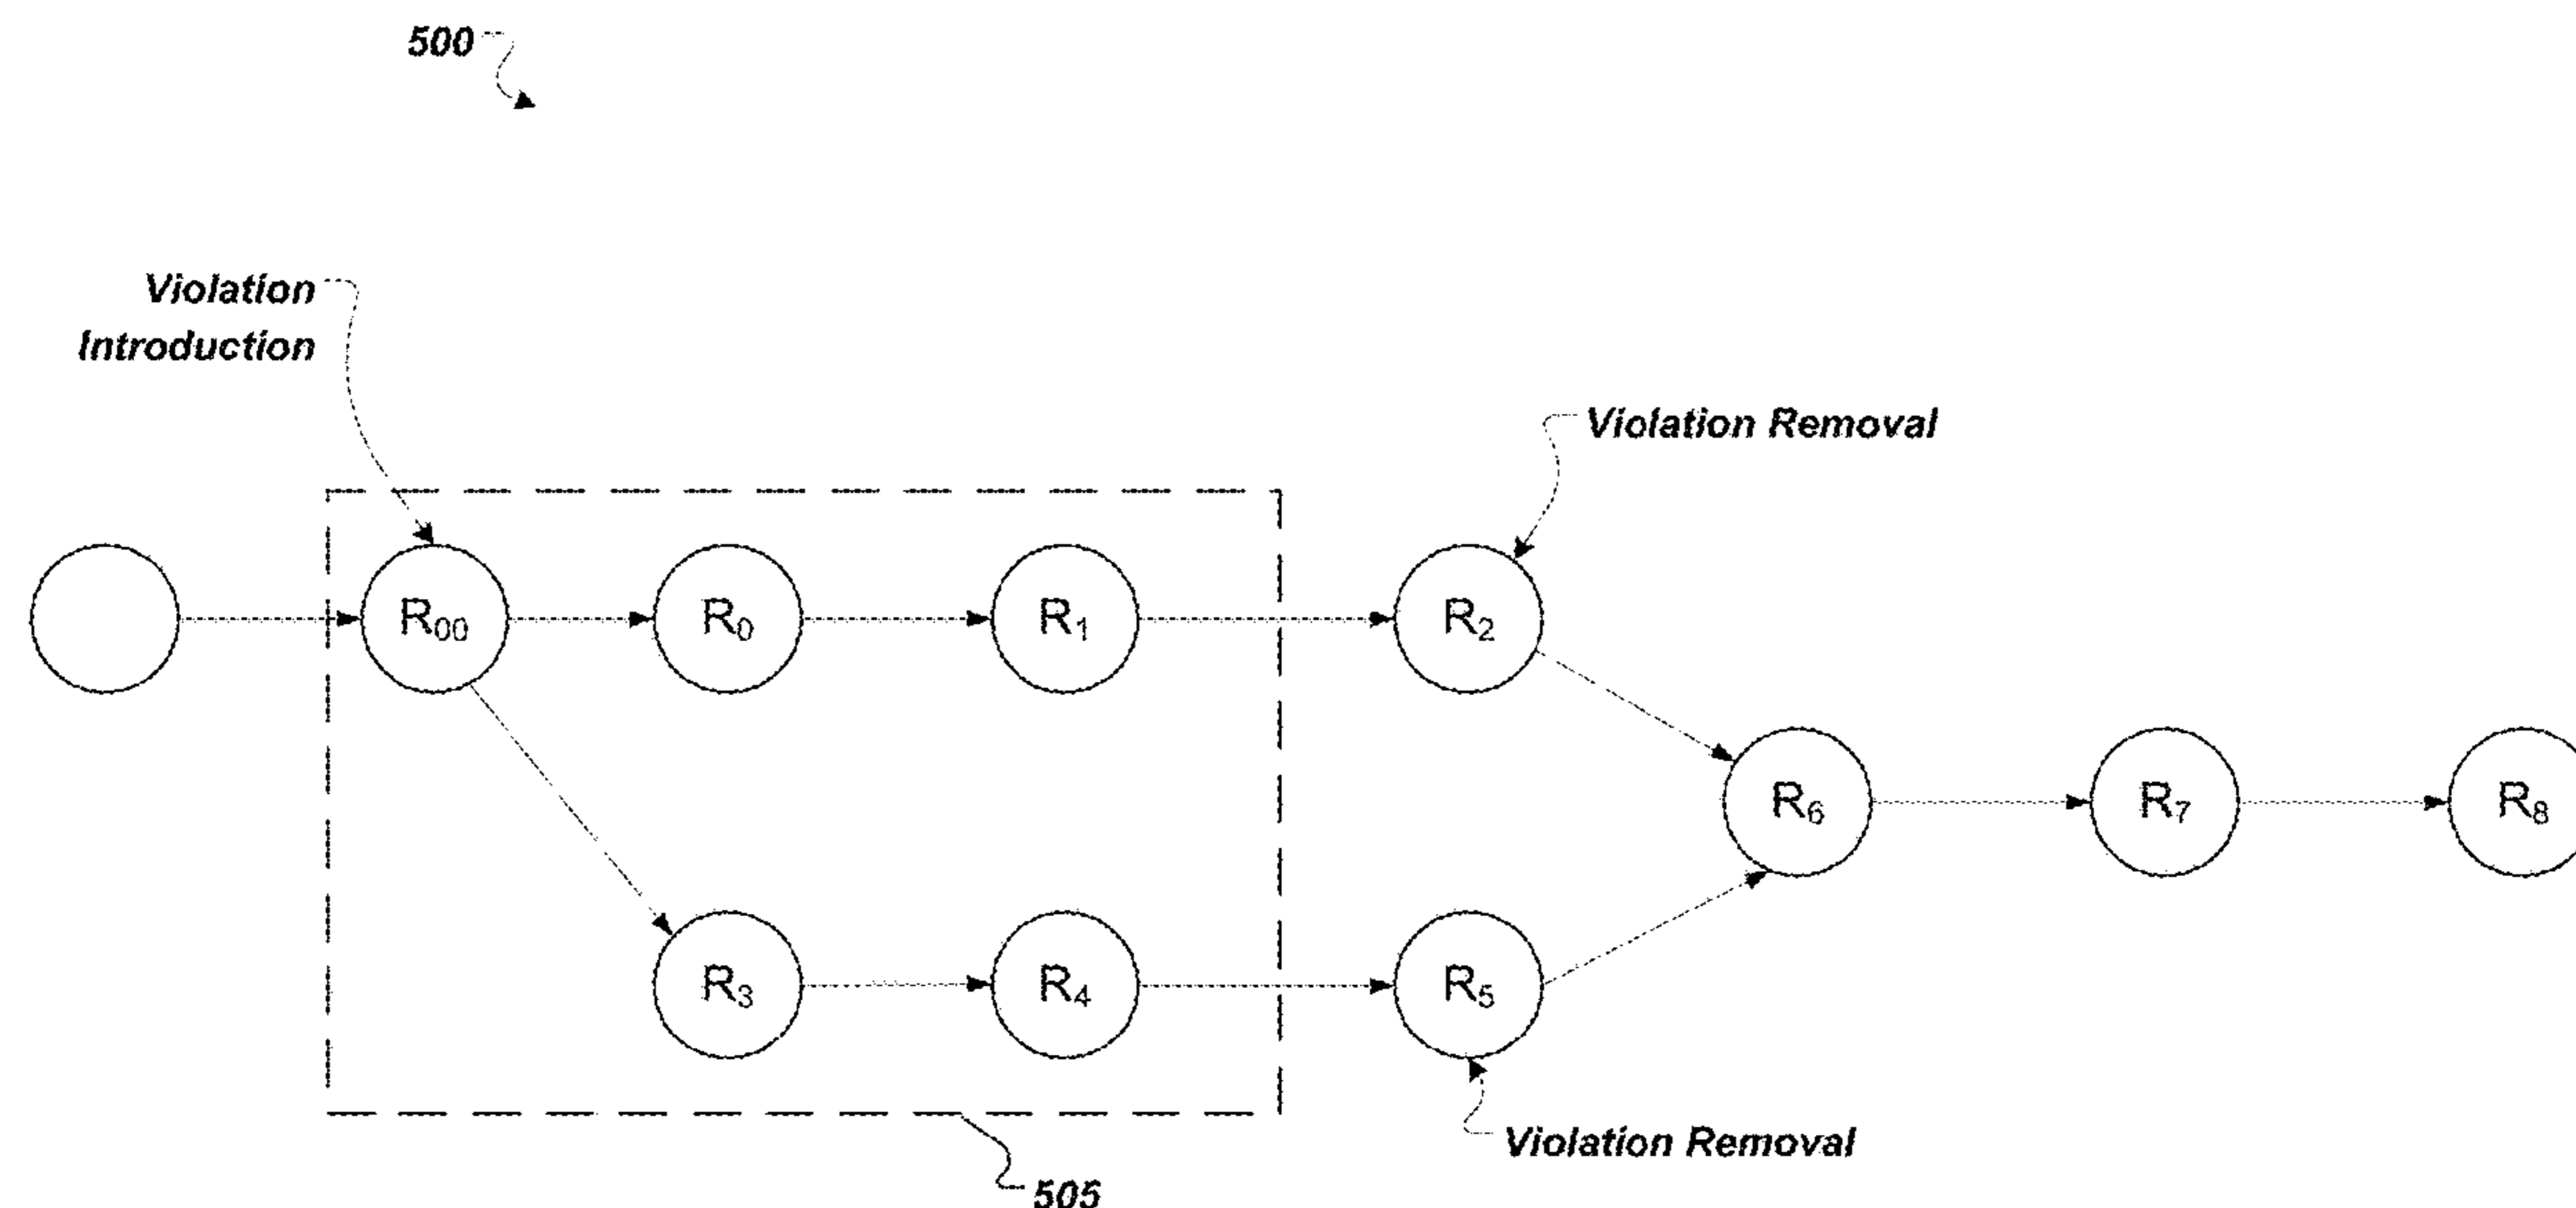 500
Violation
Introduction
Violation Removal
R₀₀
R₀
R₁
R₂
R₆
R₇
R₈
R₃
R₄
R₅
Violation Removal
505